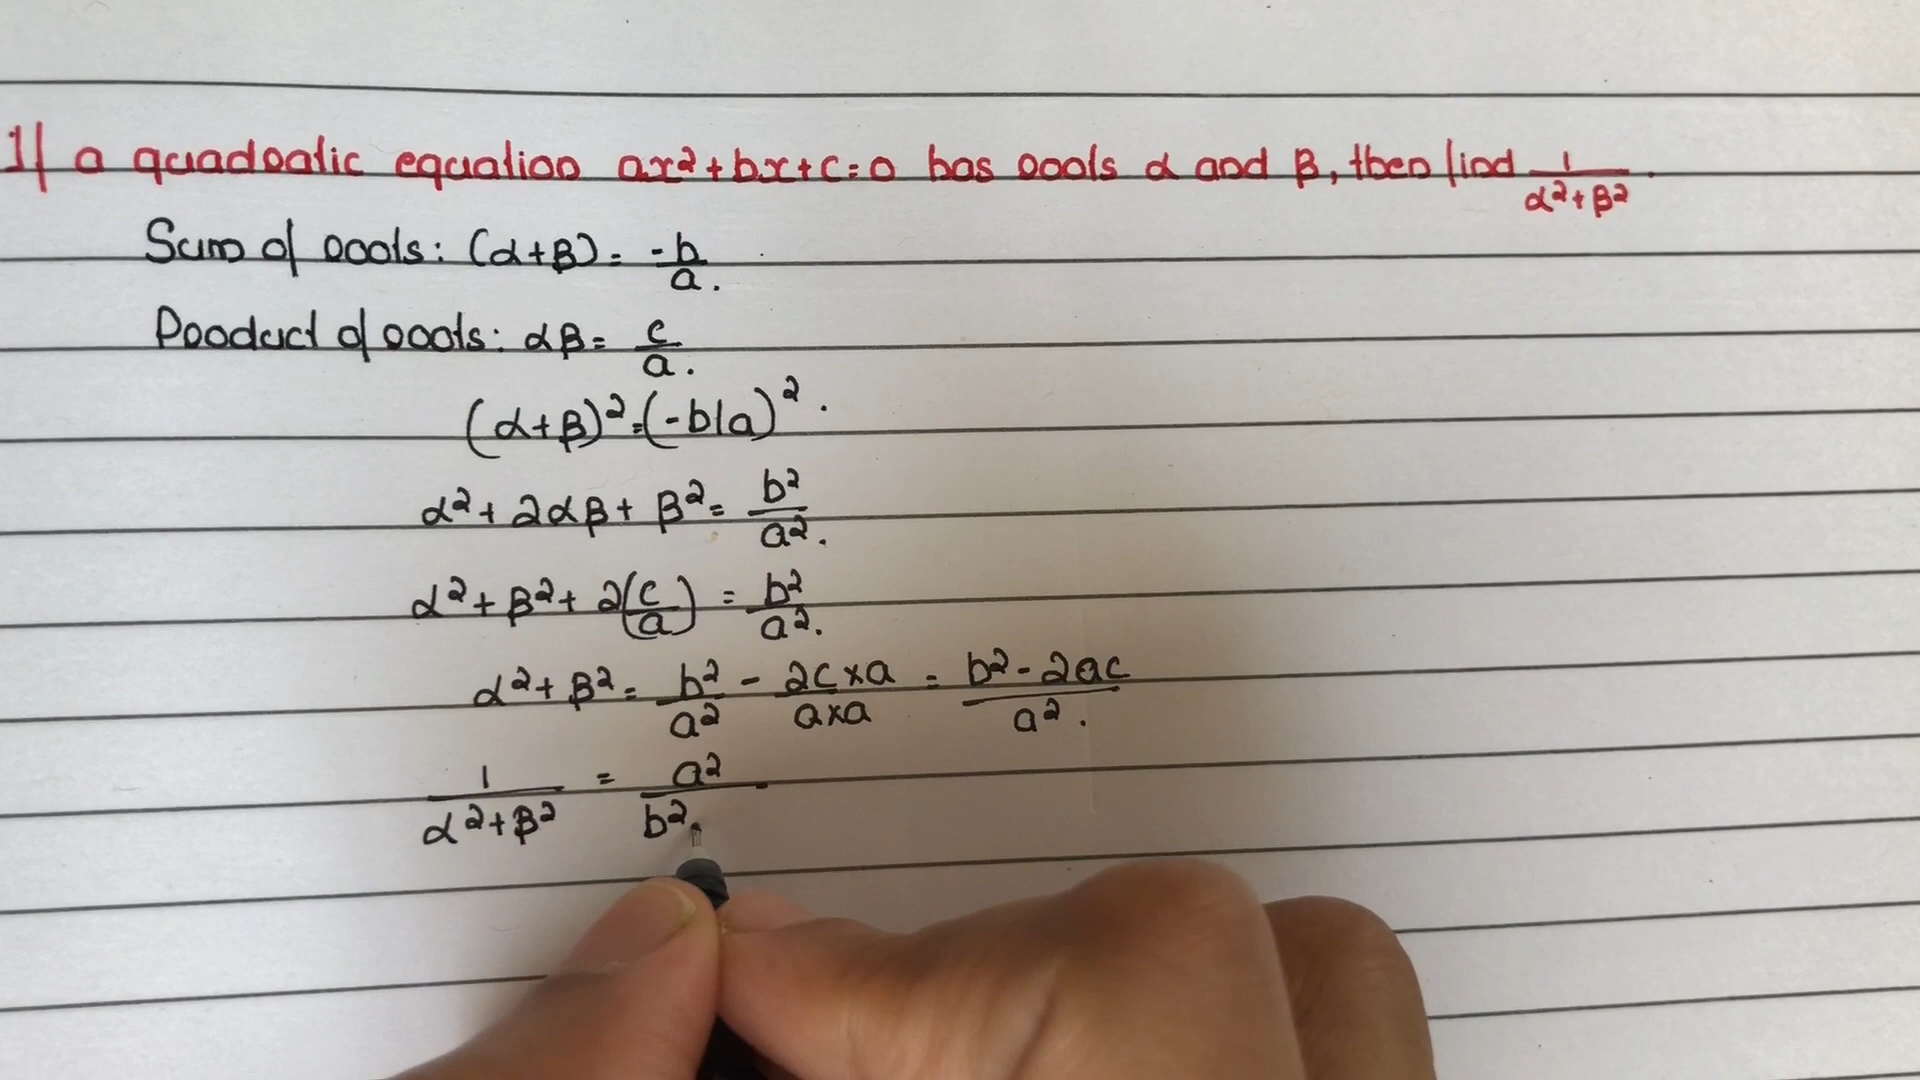 If a quadratic equation ax²+bx+c=0 has roots α and β, then find 1/(α²+β²).
Sum of roots: (α+β) = -b/a.
Product of roots: αβ = c/a.
(α+β)²=(-b/a)².
α²+2αβ+β²= b²/a².
α²+β²+2(c/a) = b²/a².
α²+β²= b²/a² - 2c×a/a×a = b²-2ac/a².
1/(α²+β²) = a²/b²